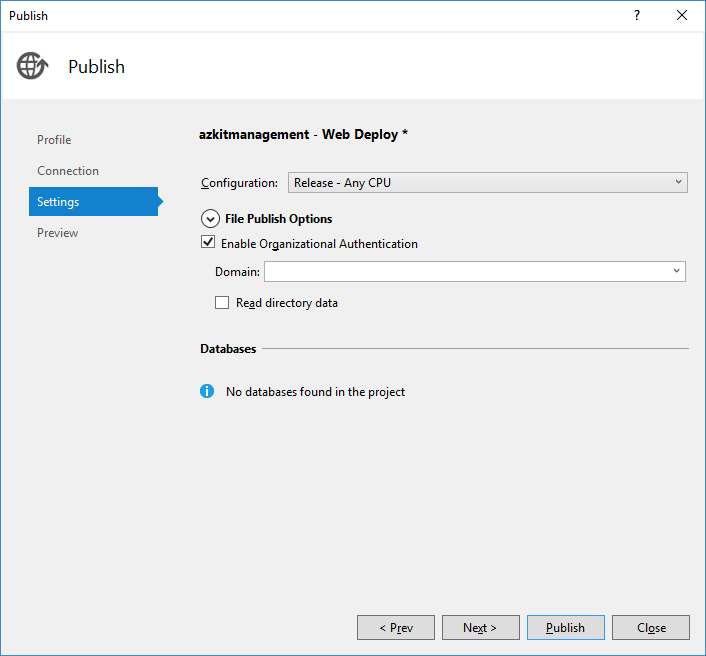 Publish
?
Publish
Profile
Connection
Settings
Preview
azkitmanagement - Web Deploy *
Configuration: Release - Any CPU
File Publish Options
Enable Organizational Authentication
Domain:
Read directory data
Databases
No databases found in the project
< Prev Next > Publish Close